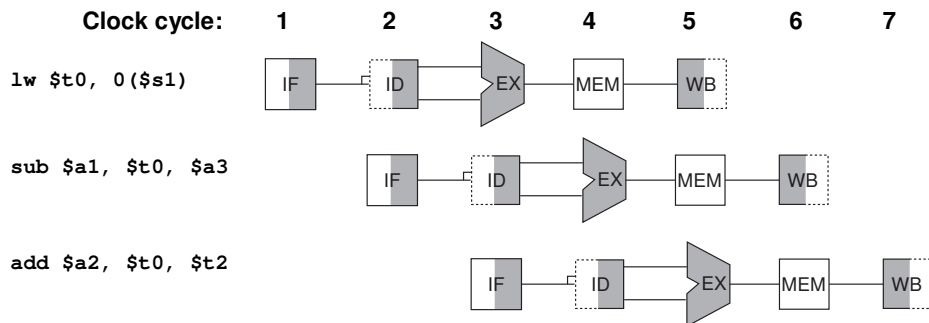 Clock cycle: 1 2 3 4 5 6 7
lw $t0, 0($s1) IF ID EX MEM WB
sub $a1, $t0, $a3 IF ID EX MEM WB
add $a2, $t0, $t2 IF ID EX MEM WB